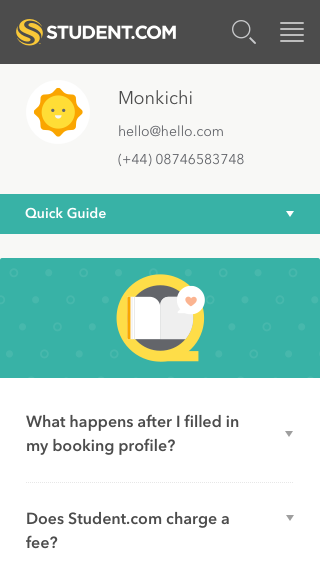 STUDENT.COM
Monkichi
hello@hello.com
(+44) 08746583748
Quick Guide
What happens after I filled in
my booking profile?
Does Student.com charge a
fee?